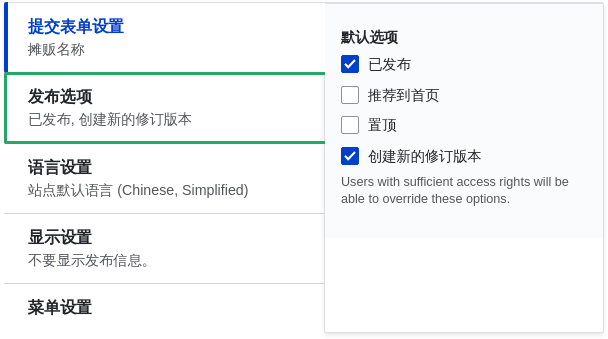 提交表单设置
摊贩名称
发布选项
已发布, 创建新的修订版本
语言设置
站点默认语言 (Chinese, Simplified)
显示设置
不要显示发布信息。
菜单设置
默认选项
已发布
推荐到首页
置顶
创建新的修订版本
Users with sufficient access rights will be
able to override these options.